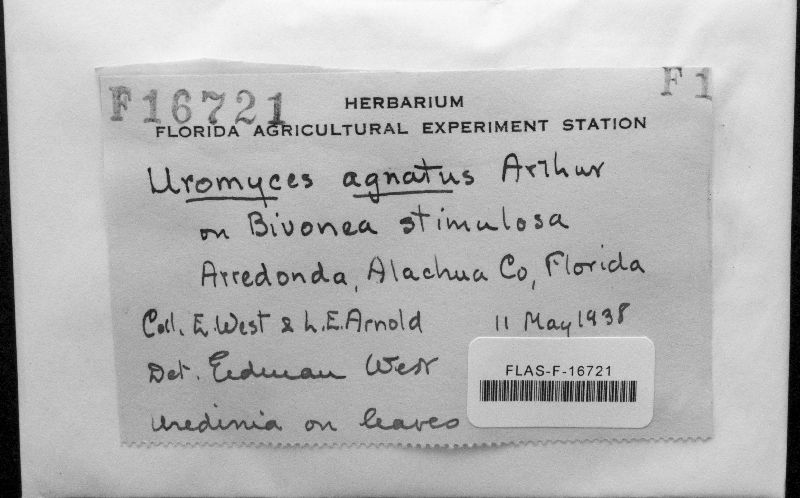 F16721
F1
HERBARIUM
FLORIDA AGRICULTURAL EXPERIMENT STATION
Uromyces agnatus Arthur
on Bivonea stimulosa
Arredonda, Alachua Co, Florida
Coll. E. West & L.E. Arnold 11 May 1938
Det. Erdman West
Uredinia on leaves
FLAS-F-16721